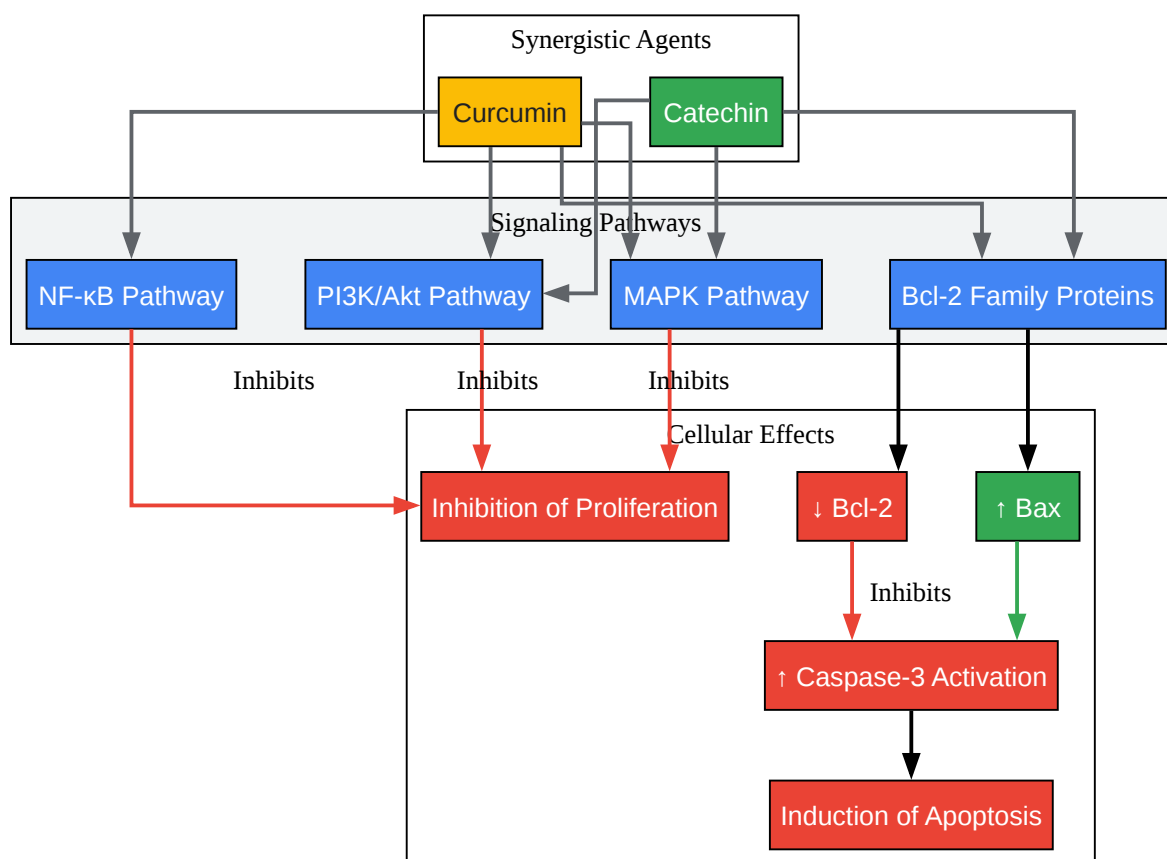 Synergistic Agents
Curcumin
Catechin
Signaling Pathways
NF-κB Pathway
PI3K/Akt Pathway
MAPK Pathway
Bcl-2 Family Proteins
Inhibits
Inhibits
Inhibits
Cellular Effects
Inhibition of Proliferation
↓ Bcl-2
↑ Bax
Inhibits
↑ Caspase-3 Activation
Induction of Apoptosis